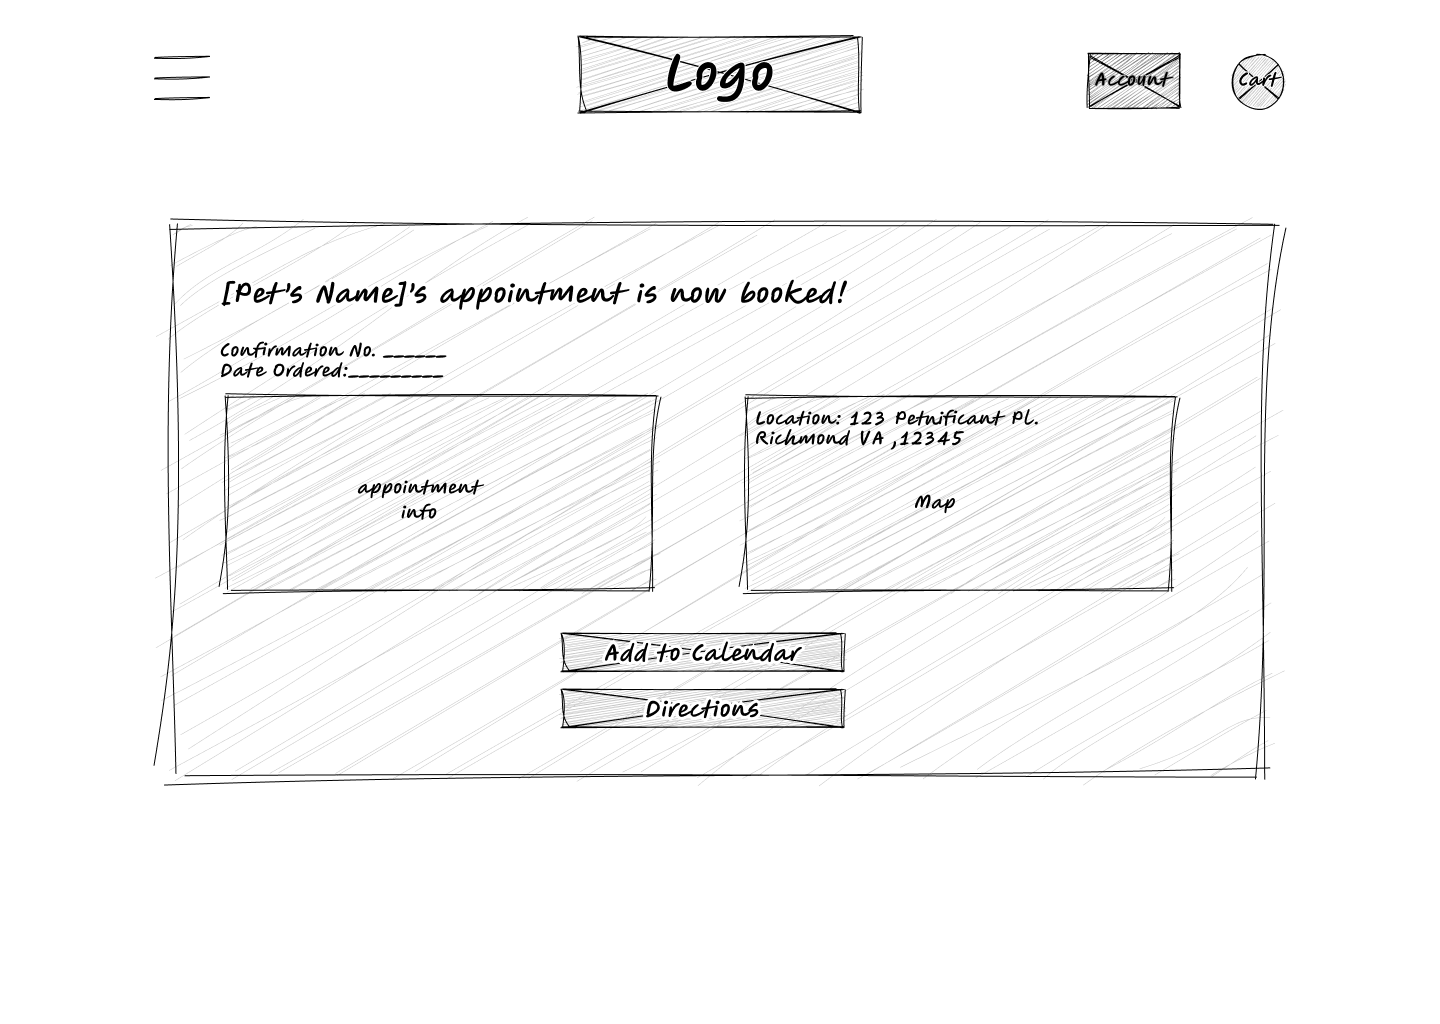 Logo
Account
Cart
[Pet's Name]'s appointment is now booked!
Confirmation No. ______
Date Ordered:_________
appointment
info
Location: 123 Petnificant Pl.
Richmond VA ,12345
Map
Add to Calendar
Directions